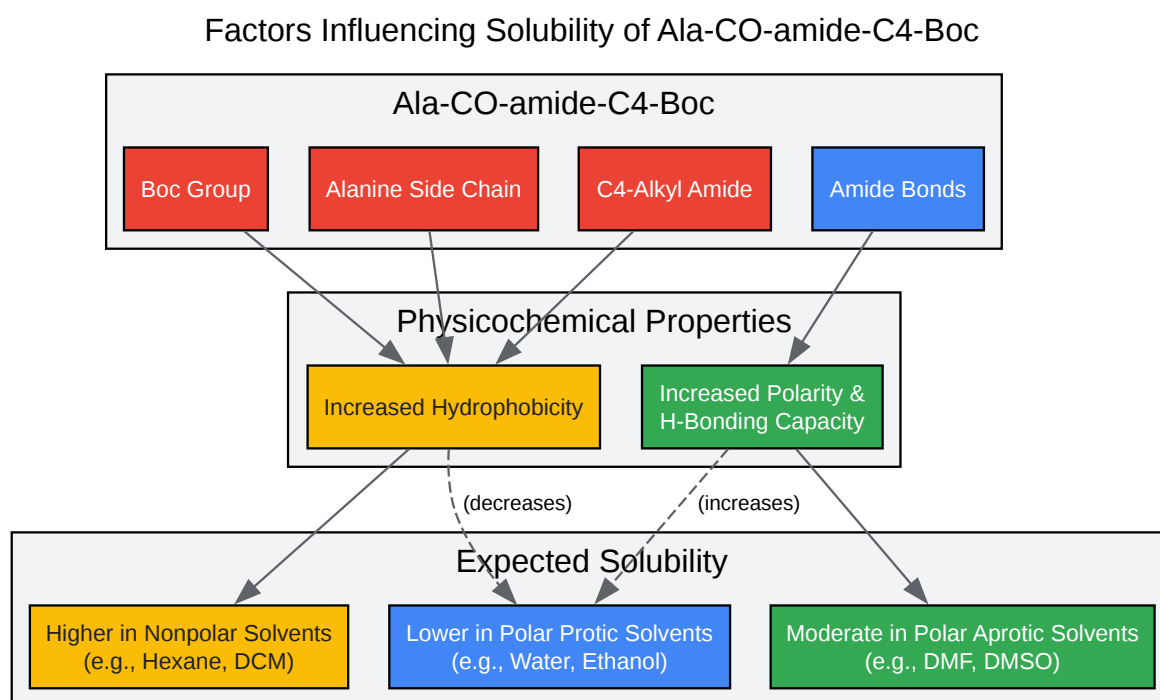 Factors Influencing Solubility of Ala-CO-amide-C4-Boc
Ala-CO-amide-C4-Boc
Boc Group
Alanine Side Chain
C4-Alkyl Amide
Amide Bonds
Physicochemical Properties
Increased Hydrophobicity
Increased Polarity &
H-Bonding Capacity
(decreases)
(increases)
Expected Solubility
Higher in Nonpolar Solvents
(e.g., Hexane, DCM)
Lower in Polar Protic Solvents
(e.g., Water, Ethanol)
Moderate in Polar Aprotic Solvents
(e.g., DMF, DMSO)